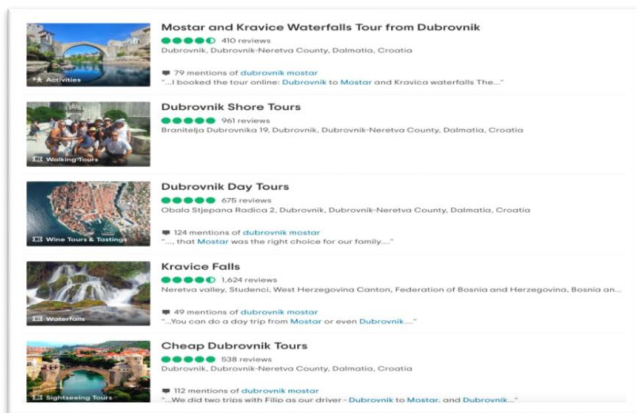 Mostar and Kravice Waterfalls Tour from Dubrovnik
410 reviews
Dubrovnik, Dubrovnik-Neretva County, Dalmatia, Croatia
79 mentions of dubrovnik mostar
"...I booked the tour online: Dubrovnik to Mostar and Kravica waterfalls The..."
Activities
Dubrovnik Shore Tours
961 reviews
Branitelja Dubrovnika 19, Dubrovnik, Dubrovnik-Neretva County, Dalmatia, Croatia
Walking Tours
Dubrovnik Day Tours
675 reviews
Obala Stjepana Radica 2, Dubrovnik, Dubrovnik-Neretva County, Dalmatia, Croatia
124 mentions of dubrovnik mostar
"..., that Mostar was the right choice for our family...."
Wine Tours & Tastings
Kravice Falls
1,624 reviews
Neretva valley, Studenci, West Herzegovina Canton, Federation of Bosnia and Herzegovina, Bosnia an...
49 mentions of dubrovnik mostar
"...You can do a day trip from Mostar or even Dubrovnik...."
Waterfalls
Cheap Dubrovnik Tours
538 reviews
Dubrovnik, Dubrovnik-Neretva County, Dalmatia, Croatia
112 mentions of dubrovnik mostar
"...We did two trips with Filip as our driver - Dubrovnik to Mostar, and Dubrovnik..."
Sightseeing Tours